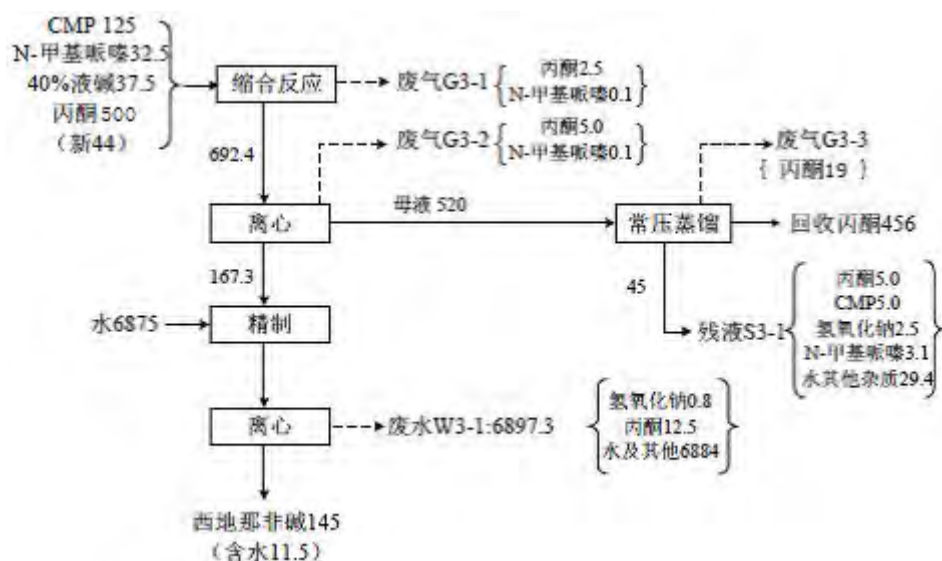 CMP 125
N-甲基哌嗪32.5
40%液碱37.5
丙酮500
（新44）
缩合反应
废气G3-1
丙酮2.5
N-甲基哌嗪0.1
692.4
废气G3-2
丙酮5.0
N-甲基哌嗪0.1
废气G3-3
{ 丙酮19 }
离心
母液 520
常压蒸馏
回收丙酮456
167.3
45
水6875
精制
残液S3-1
丙酮5.0
CMP5.0
氢氧化钠2.5
N-甲基哌嗪3.1
水其他杂质29.4
离心
废水W3-1:6897.3
氢氧化钠0.8
丙酮12.5
水及其他6884
西地那非碱145
（含水11.5）